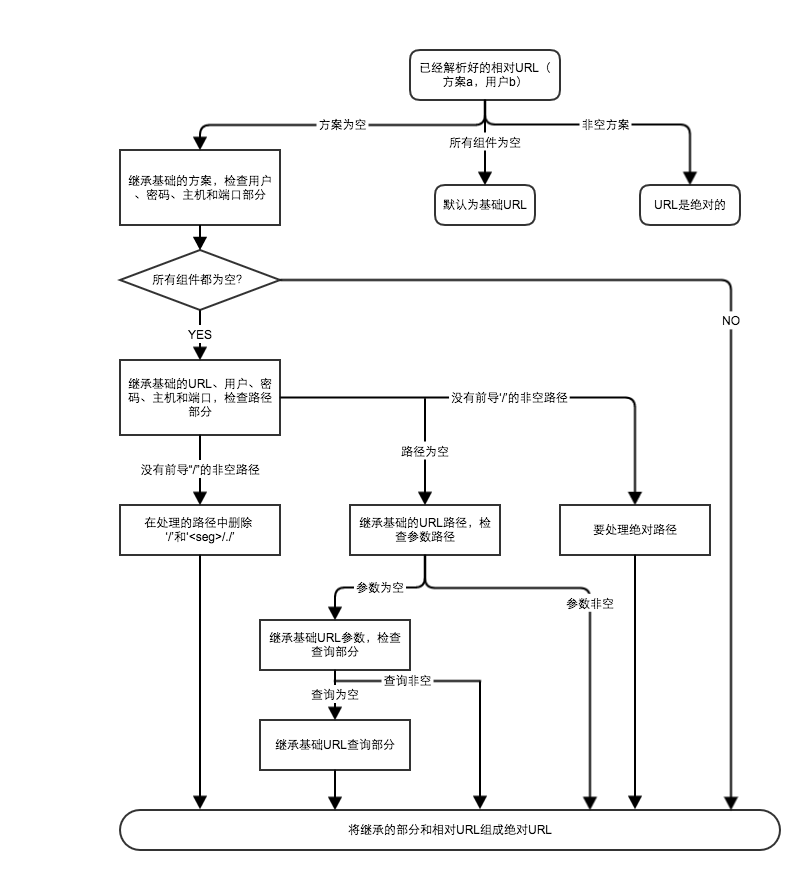 已经解析好的相对URL（
方案a，用户b）
方案为空
非空方案
所有组件为空
继承基础的方案，检查用户
、密码、主机和端口部分
默认为基础URL
URL是绝对的
所有组件都为空?
NO
YES
继承基础的URL、用户、密
码、主机和端口，检查路径
部分
没有前导'/'的非空路径
路径为空
没有前导"/"的非空路径
在处理的路径中删除
'/'和'<seg>/./'
继承基础的URL路径，检
查参数路径
要处理绝对路径
参数为空
参数非空
继承基础URL参数，检查
查询部分
查询非空
查询为空
继承基础URL查询部分
将继承的部分和相对URL组成绝对URL